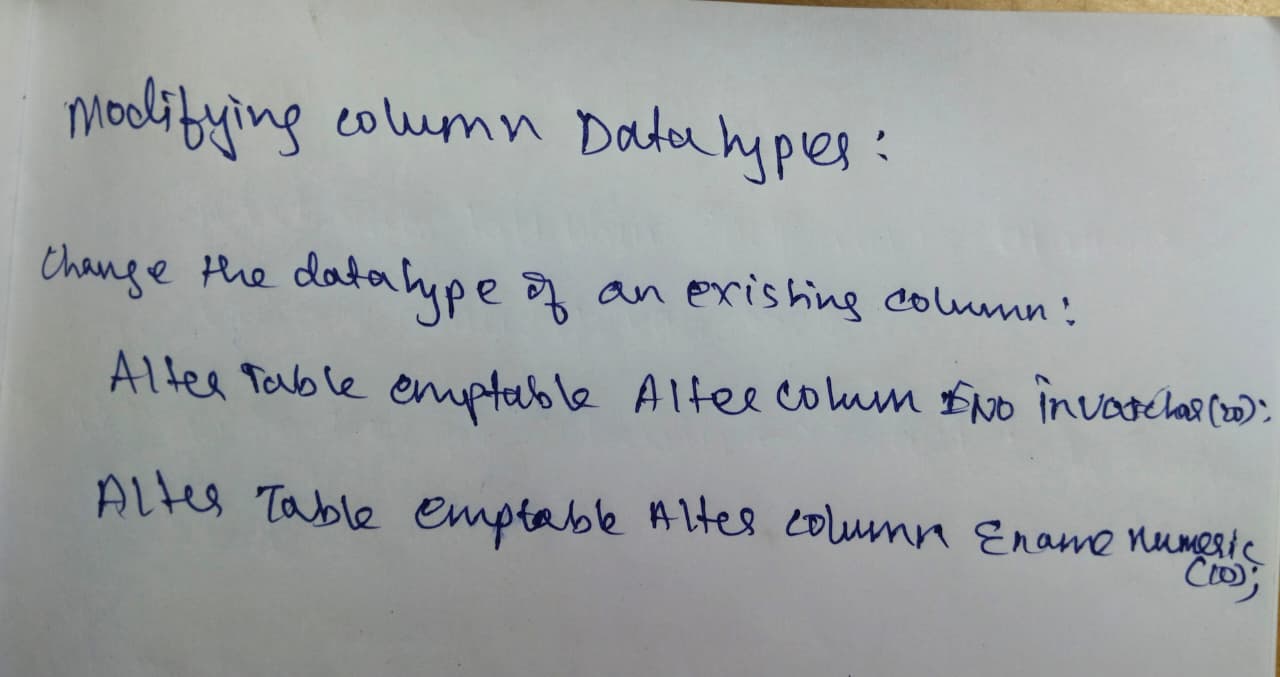 Modifying column Datatypes:
Change the datatype of an existing column:
Alter Table emptable Alter Colum ENO invarchar(20):
Alter Table emptable Alter column Ename numeric
(10);